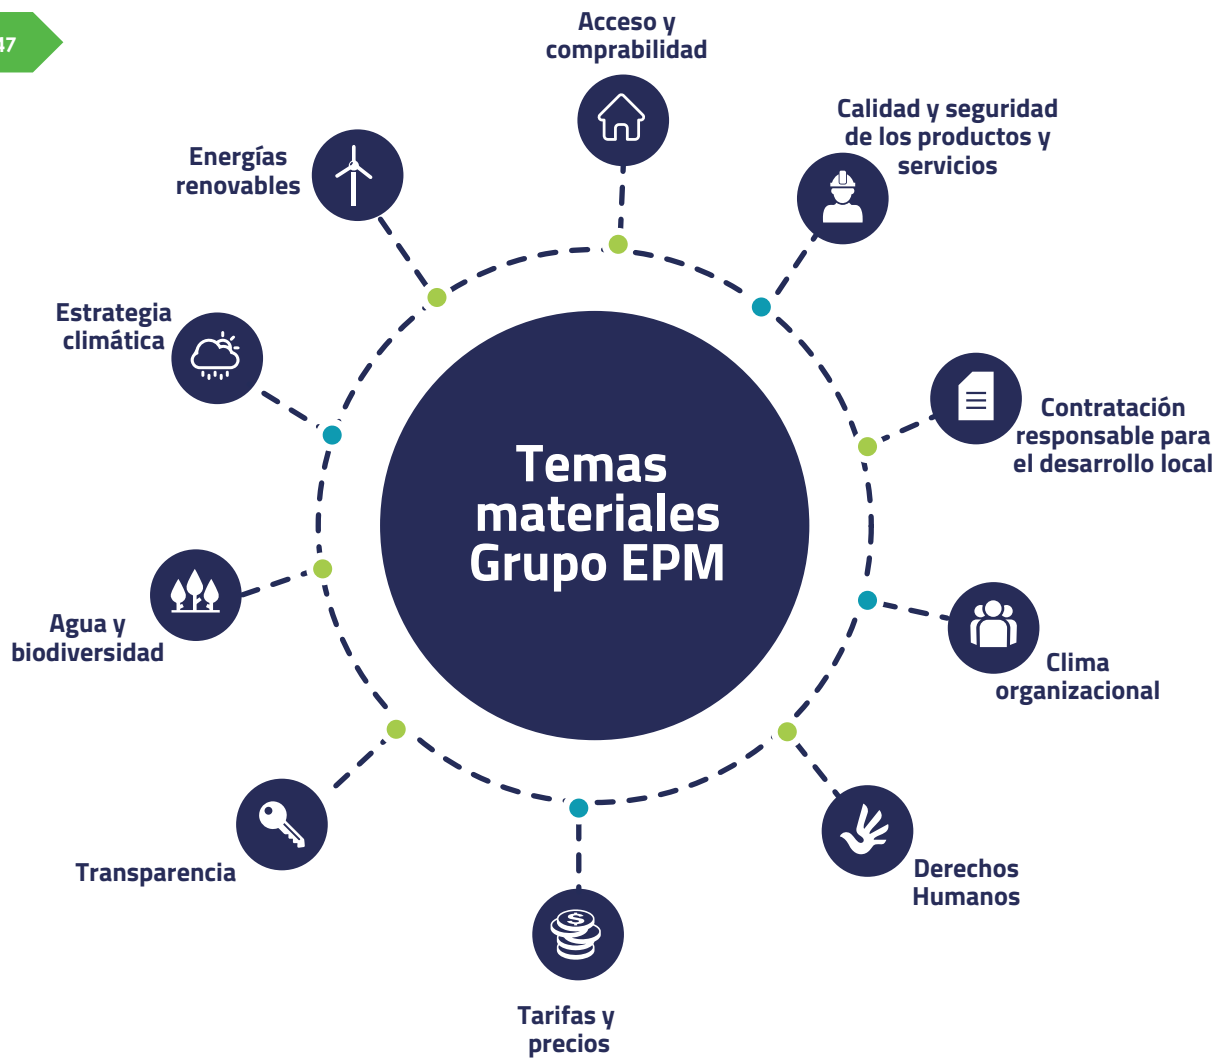 47
Acceso y
comprabilidad
Calidad y seguridad
de los productos y
servicios
Energías
renovables
Estrategia
climática
Contratación
responsable para
el desarrollo local
Temas
materiales
Grupo EPM
Agua y
biodiversidad
Clima
organizacional
Transparencia
Derechos
Humanos
$
Tarifas y
precios